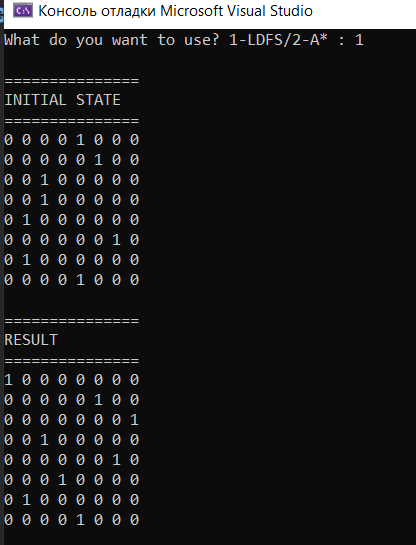 Консоль отладки Microsoft Visual Studio
What do you want to use? 1-LDFS/2-A* : 1
===============
INITIAL STATE
===============
0 0 0 0 1 0 0 0
0 0 0 0 0 1 0 0
0 0 1 0 0 0 0 0
0 0 1 0 0 0 0 0
0 1 0 0 0 0 0 0
0 0 0 0 0 0 1 0
0 1 0 0 0 0 0 0
0 0 0 0 1 0 0 0
===============
RESULT
===============
1 0 0 0 0 0 0 0
0 0 0 0 0 1 0 0
0 0 0 0 0 0 0 1
0 0 1 0 0 0 0 0
0 0 0 0 0 0 1 0
0 0 0 1 0 0 0 0
0 1 0 0 0 0 0 0
0 0 0 0 1 0 0 0